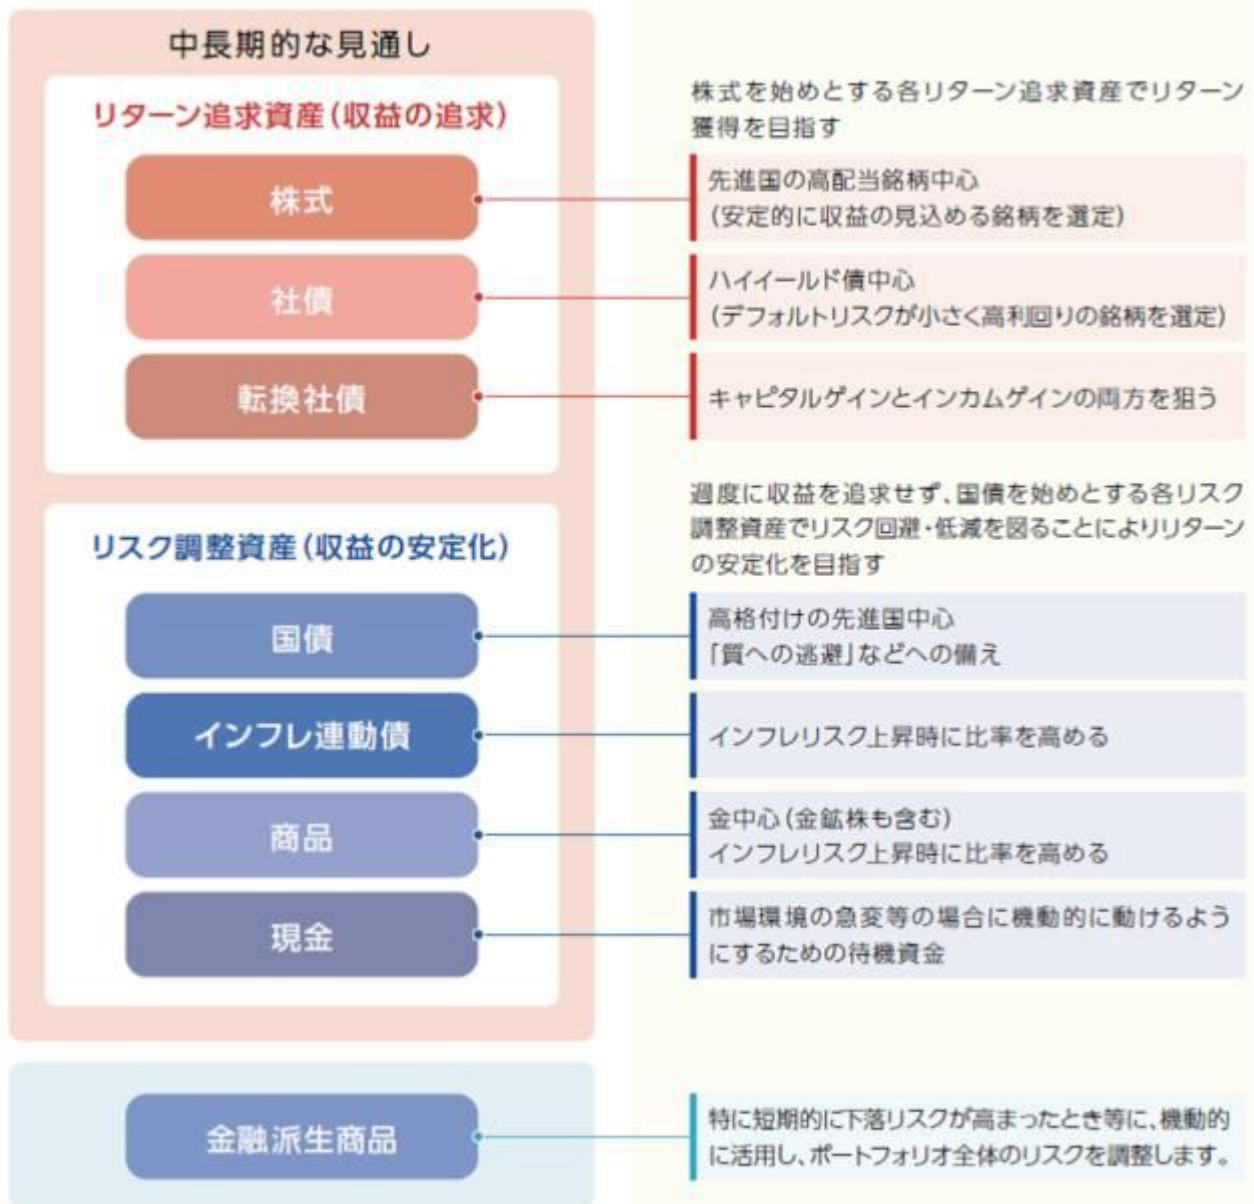 中長期的な見通し
リターン追求資産(収益の追求)
株式を始めとする各リターン追求資産でリターン
獲得を目指す
株式
先進国の高配当銘柄中心
(安定的に収益の見込める銘柄を選定)
社債
ハイイールド債中心
(デフォルトリスクが小さく高利回りの銘柄を選定)
転換社債
キャピタルゲインとインカムゲインの両方を狙う
リスク調整資産(収益の安定化)
過度に収益を追求せず、国債を始めとする各リスク
調整資産でリスク回避・低減を図ることによりリターン
の安定化を目指す
国債
高格付けの先進国中心
「質への逃避」などへの備え
インフレ連動債
インフレリスク上昇時に比率を高める
商品
金中心(金鉱株も含む)
インフレリスク上昇時に比率を高める
現金
市場環境の急変等の場合に機動的に動けるよう
にするための待機資金
金融派生商品
特に短期的に下落リスクが高まったとき等に、機動的
に活用し、ポートフォリオ全体のリスクを調整します。